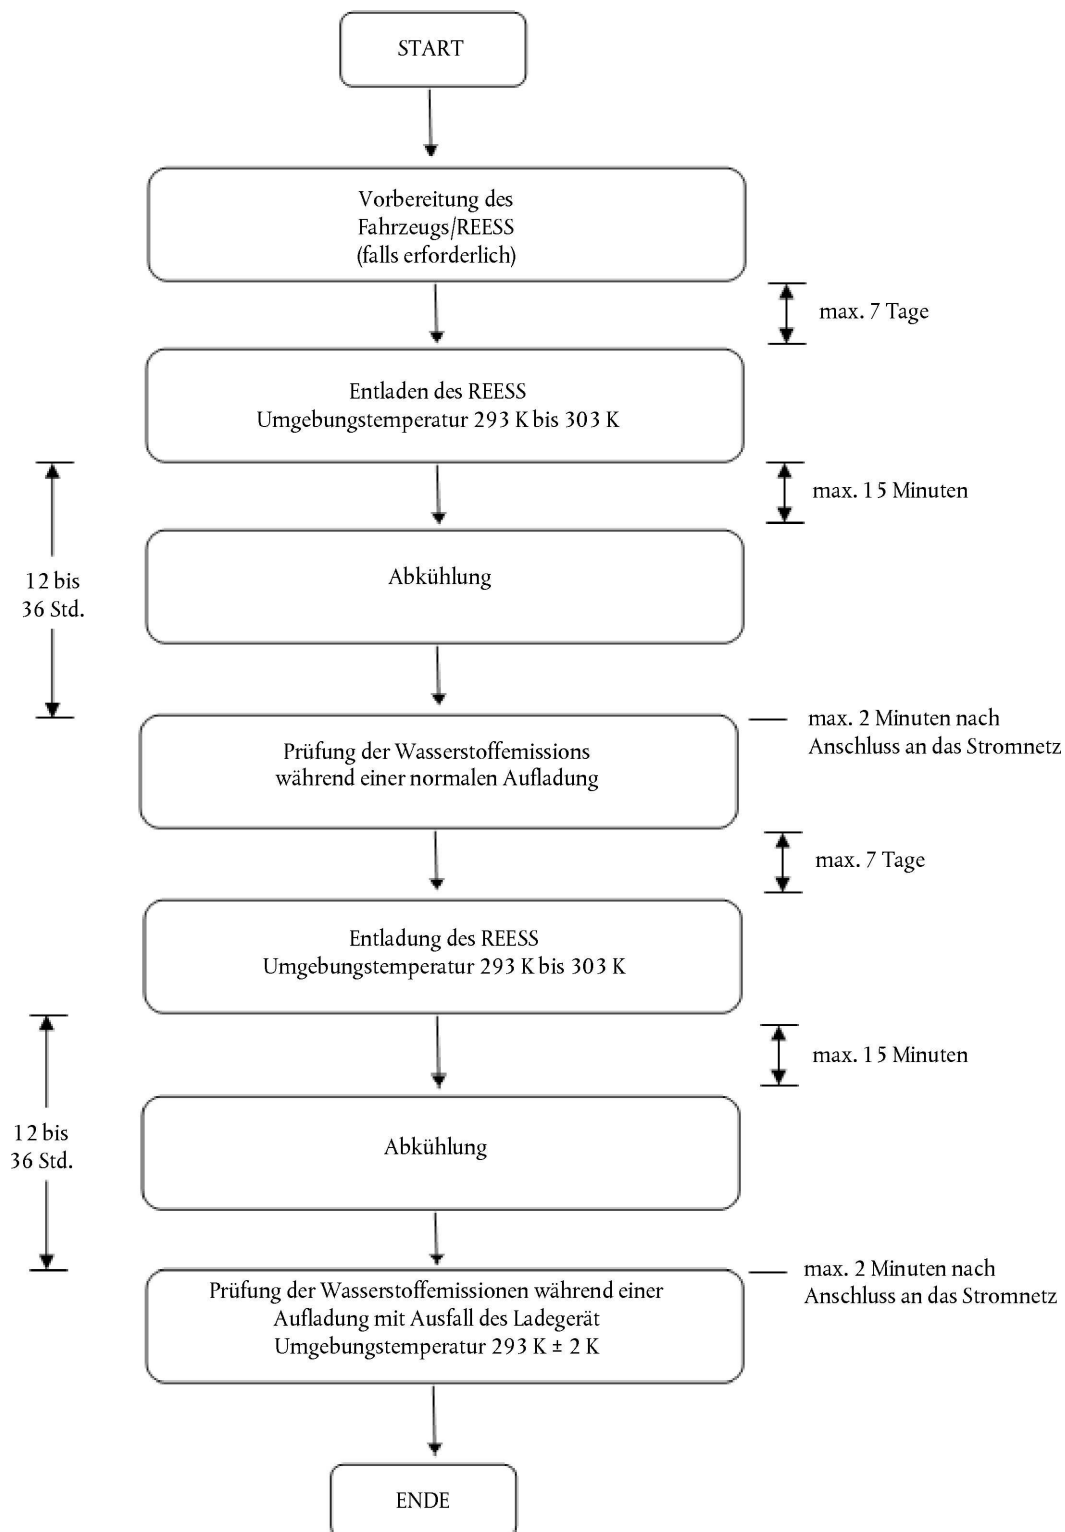 START
Vorbereitung des
Fahrzeugs/REESS
(falls erforderlich)
max. 7 Tage
Entladen des REESS
Umgebungstemperatur 293 K bis 303 K
max. 15 Minuten
12 bis
36 Std.
Abkühlung
max. 2 Minuten nach
Anschluss an das Stromnetz
Prüfung der Wasserstoffemissions
während einer normalen Aufladung
max. 7 Tage
Entladung des REESS
Umgebungstemperatur 293 K bis 303 K
max. 15 Minuten
12 bis
36 Std.
Abkühlung
max. 2 Minuten nach
Anschluss an das Stromnetz
Prüfung der Wasserstoffemissionen während einer
Aufladung mit Ausfall des Ladegerät
Umgebungstemperatur 293 K ± 2 K
ENDE